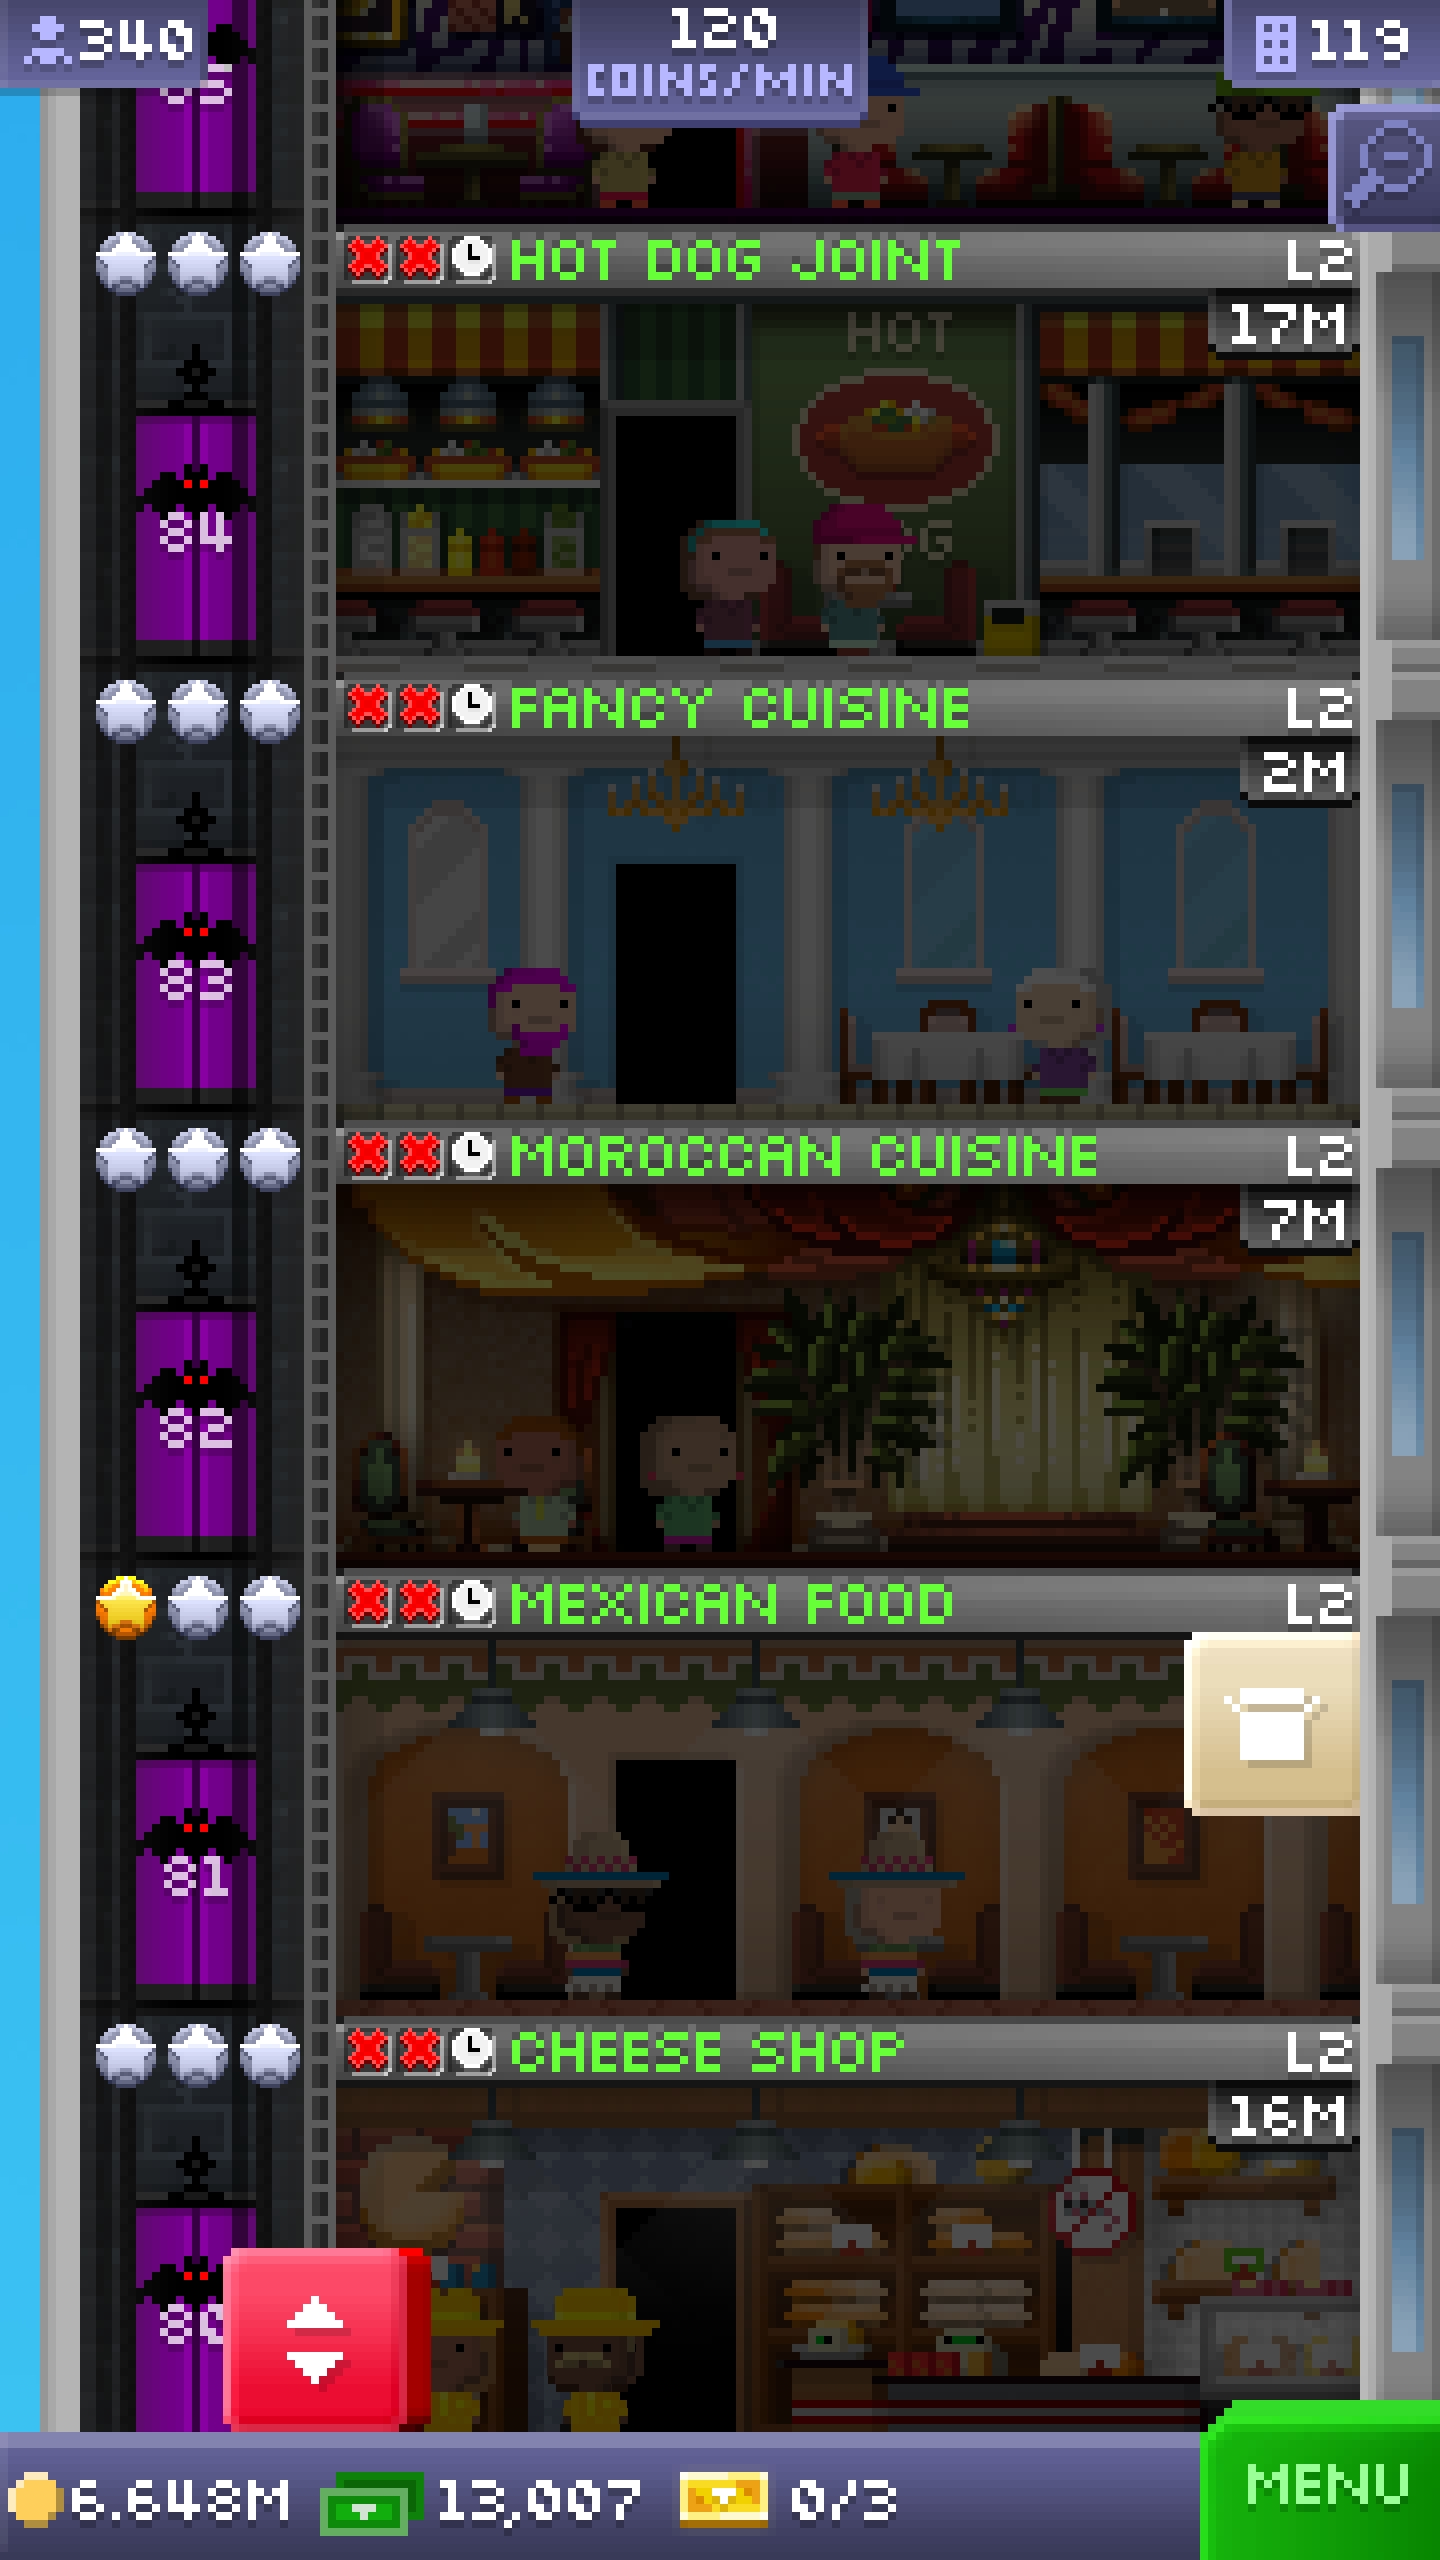 340
120
COINS/MIN
119
HOT DOG JOINT L2
17M
HOT
84
FANCY CUISINE L2
2M
83
MOROCCAN CUISINE L2
7M
82
MEXICAN FOOD L2
81
CHEESE SHOP L2
16M
80
6.648M 13,007 0/3
MENU